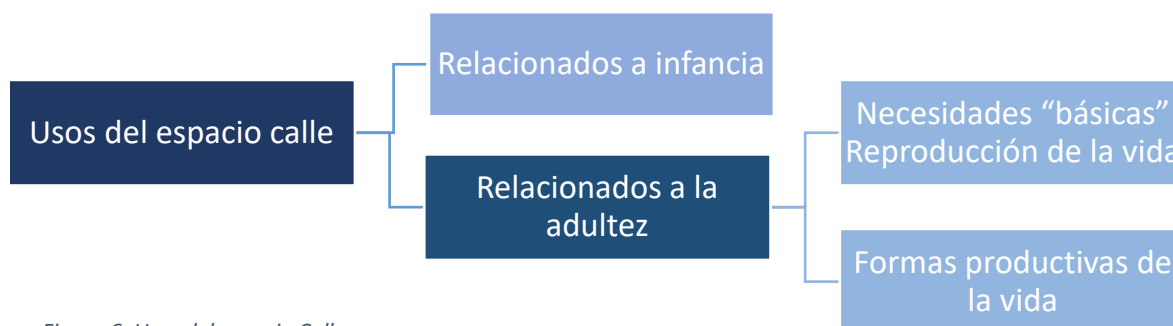 Relacionados a infancia
Usos del espacio calle
Necesidades “básicas”
Reproducción de la vida
Relacionados a la
adultez
Formas productivas de
la vida